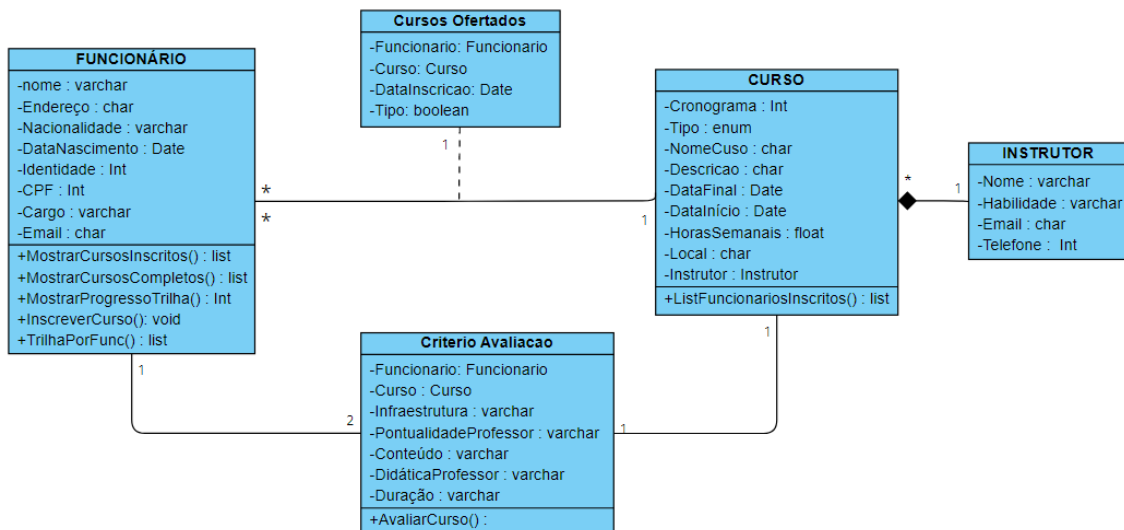 Cursos Ofertados
-Funcionario: Funcionario
-Curso: Curso
-DataInscricao: Date
-Tipo: boolean
1
FUNCIONÁRIO
-nome : varchar
-Endereço : char
-Nacionalidade : varchar
-DataNascimento : Date
-Identidade : Int
-CPF : Int
-Cargo : varchar
-Email : char
+MostrarCursosInscritos() : list
+MostrarCursosCompletos() : list
+MostrarProgressoTrilha() : Int
+InscreverCurso(): void
+TrilhaPorFunc() : list
*
*
1
1
CURSO
-Cronograma : Int
-Tipo : enum
-NomeCuso : char
-Descricao : char
-DataFinal : Date
-DataInício : Date
-HorasSemanais : float
-Local : char
-Instrutor : Instrutor
+ListFuncionariosInscritos() : list
*
1
1
INSTRUTOR
-Nome : varchar
-Habilidade : varchar
-Email : char
-Telefone : Int
Criterio Avaliacao
-Funcionario: Funcionario
-Curso : Curso
-Infraestrutura : varchar
-PontualidadeProfessor : varchar
-Conteúdo : varchar
-DidáticaProfessor : varchar
-Duração : varchar
+AvaliarCurso() :
2
1